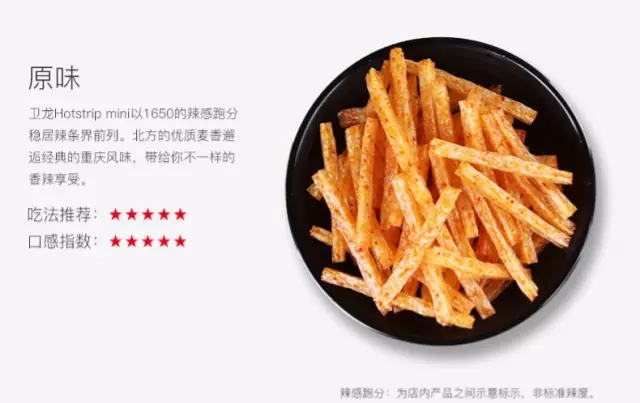 原味
卫龙Hotstrip mini以1650的辣感跑分
稳居辣条界前列。北方的优质麦香邂
逅经典的重庆风味，带给你不一样的
香辣享受。
吃法推荐：★★★★★
口感指数：★★★★★
辣感跑分：为店内产品之间示意标示，非标准辣度。